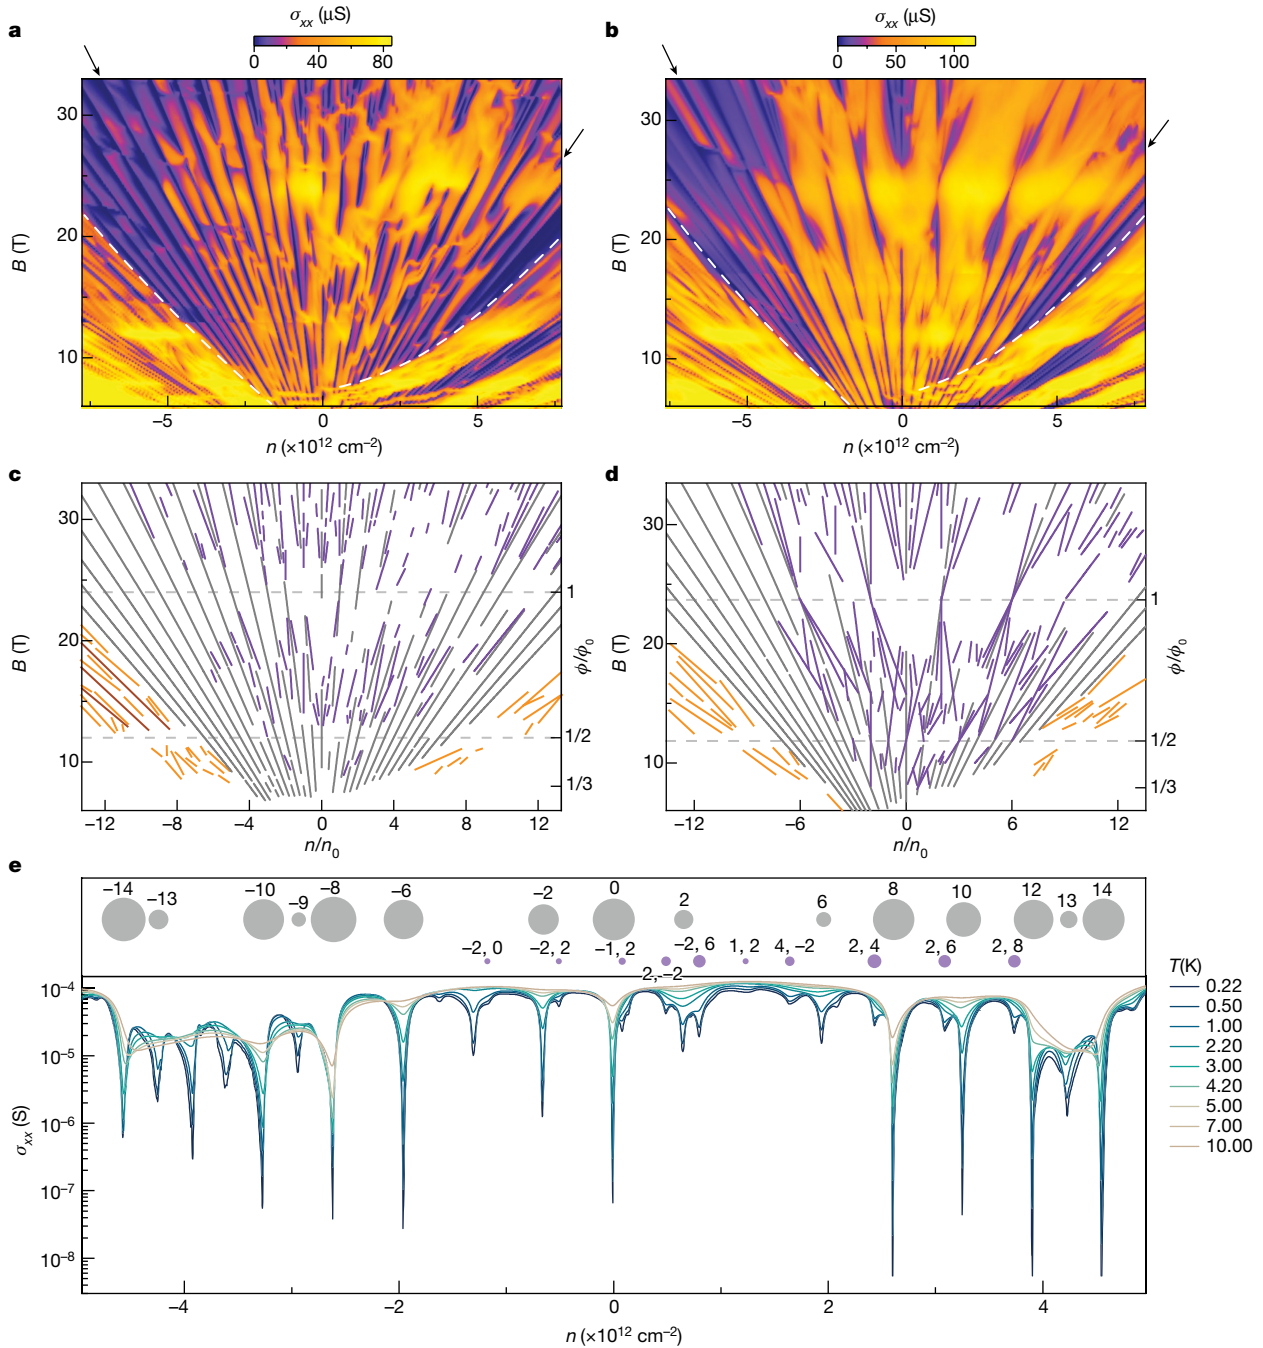 a
σxx (μS)
0 40 80
b
σxx (μS)
0 50 100
30
20
10
B (T)
−5 0 5
n (×10¹² cm⁻²)
30
20
10
B (T)
−5 0 5
n (×10¹² cm⁻²)
c
30
20
10
B (T)
1
1/2
1/3
ϕ/ϕ₀
−12 −8 −4 0 4 8 12
n/n₀
d
30
20
10
B (T)
1
1/2
1/3
ϕ/ϕ₀
−12 −6 0 6 12
n/n₀
e
−14 −13 −10 −9 −8 −6 −2 0 2 6 8 10 12 13 14
−2, 0 −2, 2 −1, 2 −2, 6 1, 2 4, −2 2, 4 2, 6 2, 8
2, −2
10⁻⁴
10⁻⁵
10⁻⁶
10⁻⁷
10⁻⁸
σxx (S)
−4 −2 0 2 4
n (×10¹² cm⁻²)
T(K)
0.22
0.50
1.00
2.20
3.00
4.20
5.00
7.00
10.00